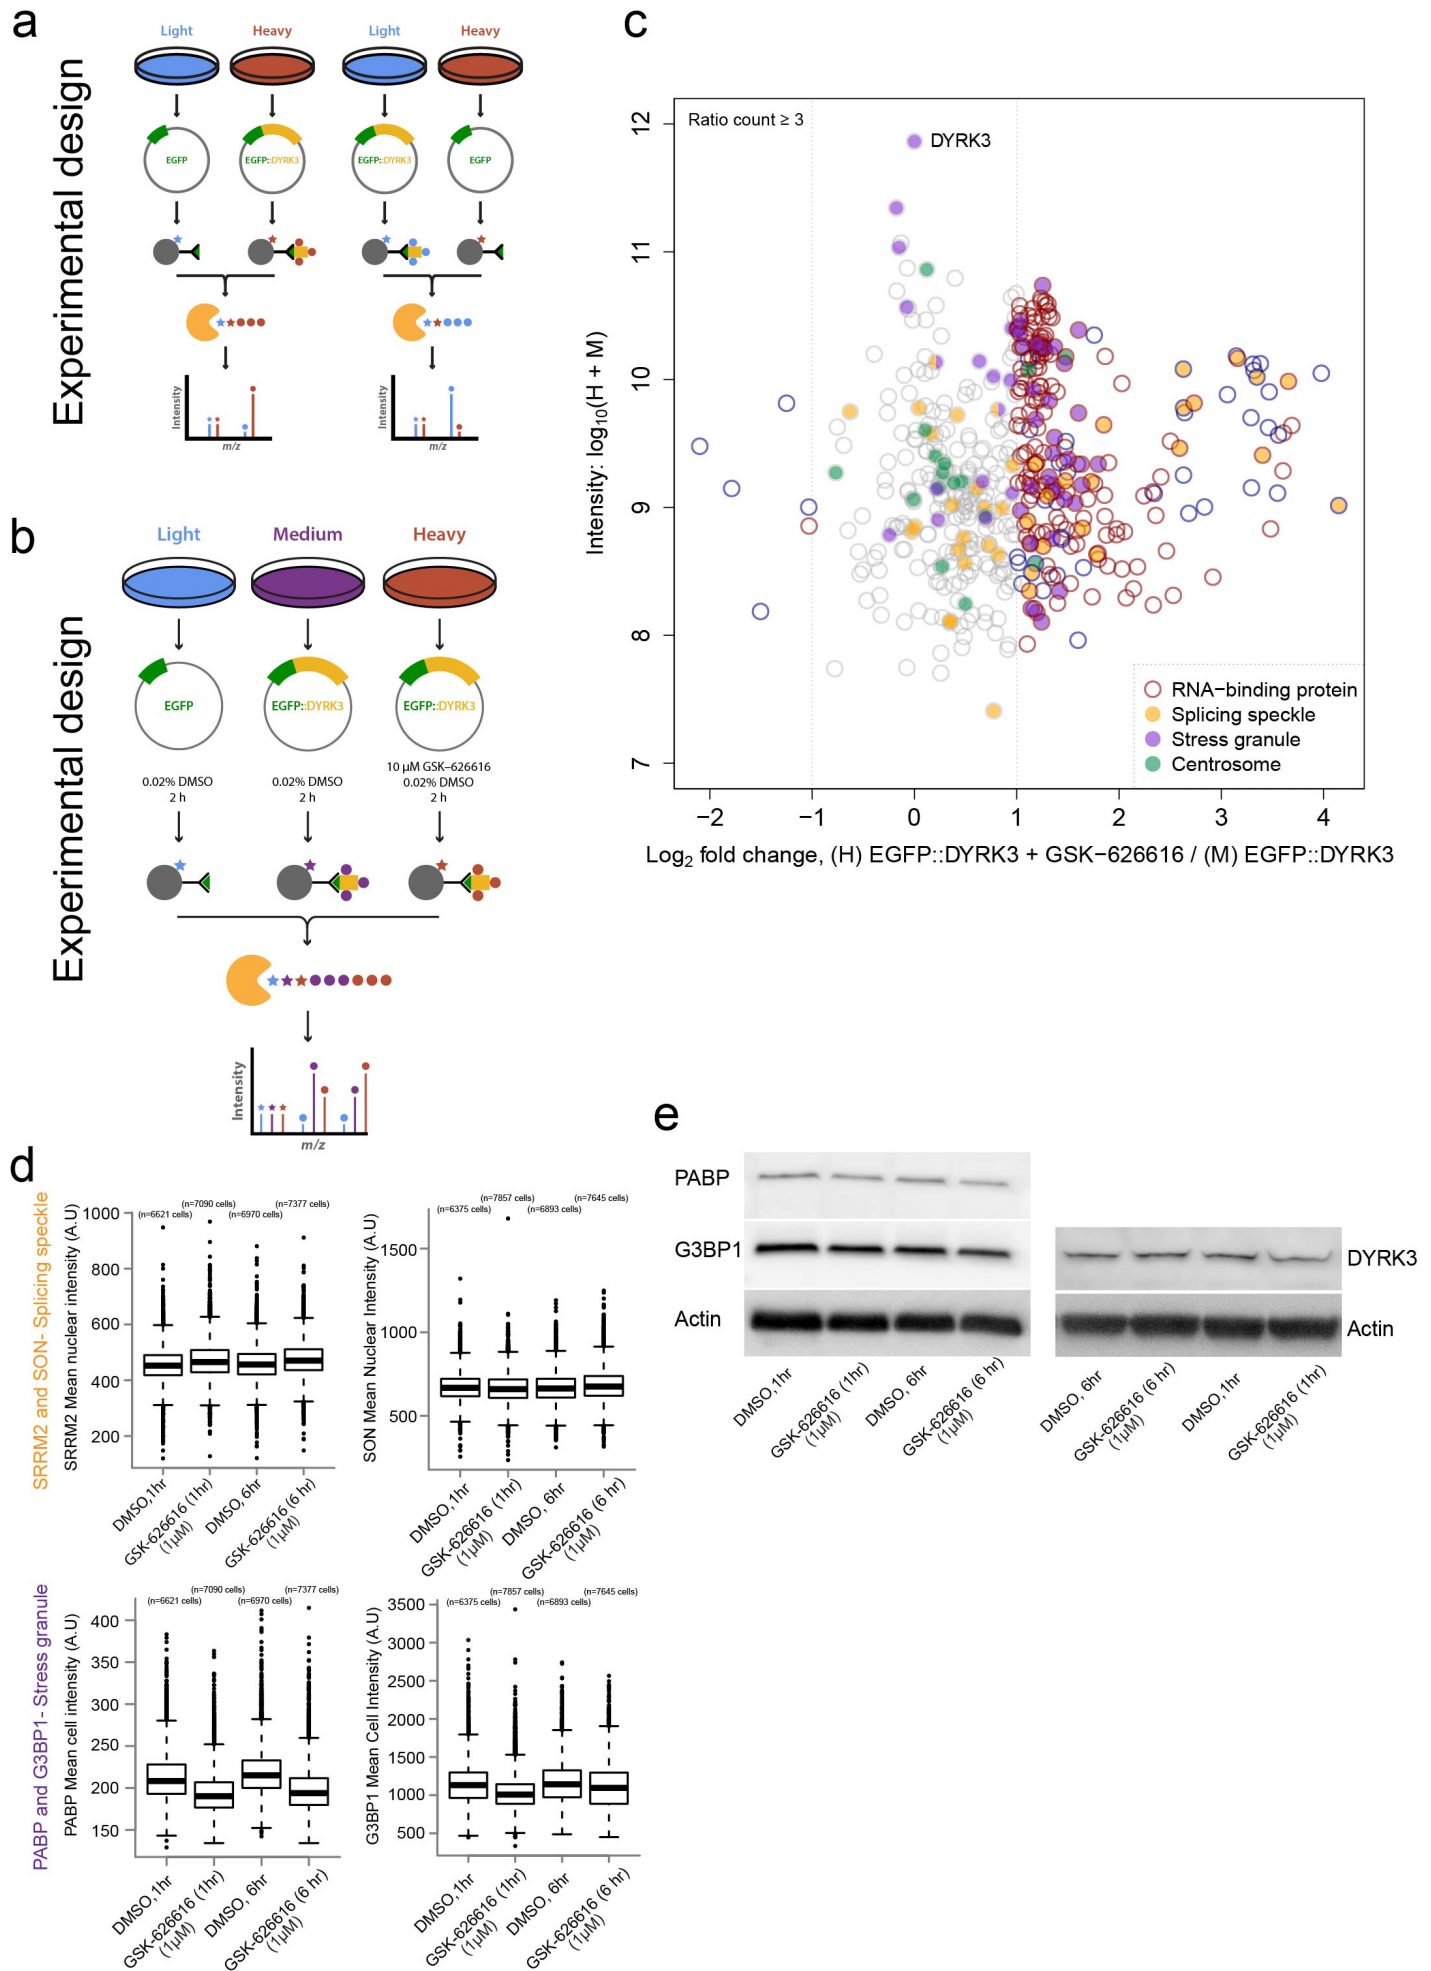 a
Experimental design
Light
Heavy
Light
Heavy
EGFP
EGFP::DYRK3
EGFP::DYRK3
EGFP
Intensity
m/z
Intensity
m/z
b
Experimental design
Light
Medium
Heavy
EGFP
EGFP::DYRK3
EGFP::DYRK3
0.02% DMSO
2 h
0.02% DMSO
2 h
10 µM GSK–626616
0.02% DMSO
2 h
Intensity
m/z
c
Ratio count ≥ 3
DYRK3
Intensity: log10(H + M)
12
11
10
9
8
7
RNA−binding protein
Splicing speckle
Stress granule
Centrosome
−2
−1
0
1
2
3
4
Log2 fold change, (H) EGFP::DYRK3 + GSK−626616 / (M) EGFP::DYRK3
d
SRRM2 and SON- Splicing speckle
SRRM2 Mean nuclear intensity (A.U)
1000
800
600
400
200
(n=6621 cells)
(n=7090 cells)
(n=6970 cells)
(n=7377 cells)
DMSO,1hr
GSK-626616 (1hr)
(1µM)
DMSO, 6hr
GSK-626616 (6 hr)
(1µM)
SON Mean Nuclear Intensity (A.U)
1500
1000
500
(n=6375 cells)
(n=7857 cells)
(n=6893 cells)
(n=7645 cells)
DMSO, 1hr
GSK-626616 (1hr)
(1µM)
DMSO, 6hr
GSK-626616 (6 hr)
(1µM)
PABP and G3BP1- Stress granule
PABP Mean cell intensity (A.U)
400
350
300
250
200
150
(n=6621 cells)
(n=7090 cells)
(n=6970 cells)
(n=7377 cells)
DMSO,1hr
GSK-626616 (1hr)
(1µM)
DMSO, 6hr
GSK-626616 (6 hr)
(1µM)
G3BP1 Mean Cell Intensity (A.U)
3500
3000
2500
2000
1500
1000
500
(n=6375 cells)
(n=7857 cells)
(n=6893 cells)
(n=7645 cells)
DMSO,1hr
GSK-626616 (1hr)
(1µM)
DMSO, 6hr
GSK-626616 (6 hr)
(1µM)
e
PABP
G3BP1
Actin
DMSO, 1hr
GSK-626616 (1hr)
(1µM)
DMSO, 6hr
GSK-626616 (6 hr)
(1µM)
DYRK3
Actin
DMSO, 6hr
GSK-626616 (6 hr)
(1µM)
DMSO, 1hr
GSK-626616 (1hr)
(1µM)